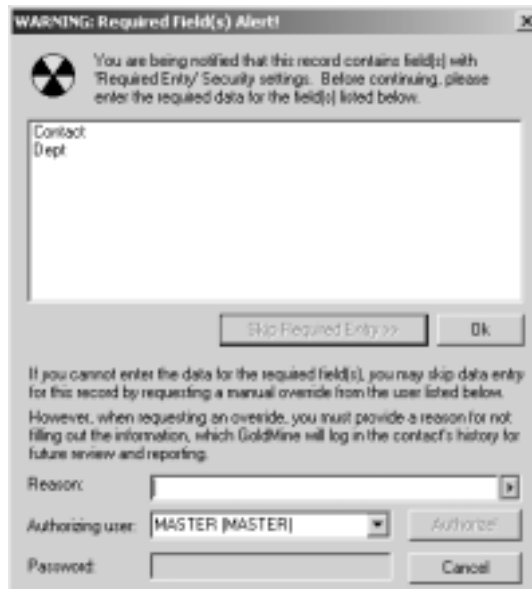 WARNING: Required Field(s) Alert!
You are being notified that this record contains field(s) with
'Required Entry' Security settings. Before continuing, please
enter the required data for the field(s) listed below.
Contact
Dept
Skip Required Entry >>
Ok
If you cannot enter the data for the required field(s), you may skip data entry
for this record by requesting a manual override from the user listed below.
However, when requesting an override, you must provide a reason for not
filling out the information, which GoldMine will log in the contact's history for
future review and reporting.
Reason:
Authorizing user: MASTER (MASTER)
Authorize!
Password:
Cancel